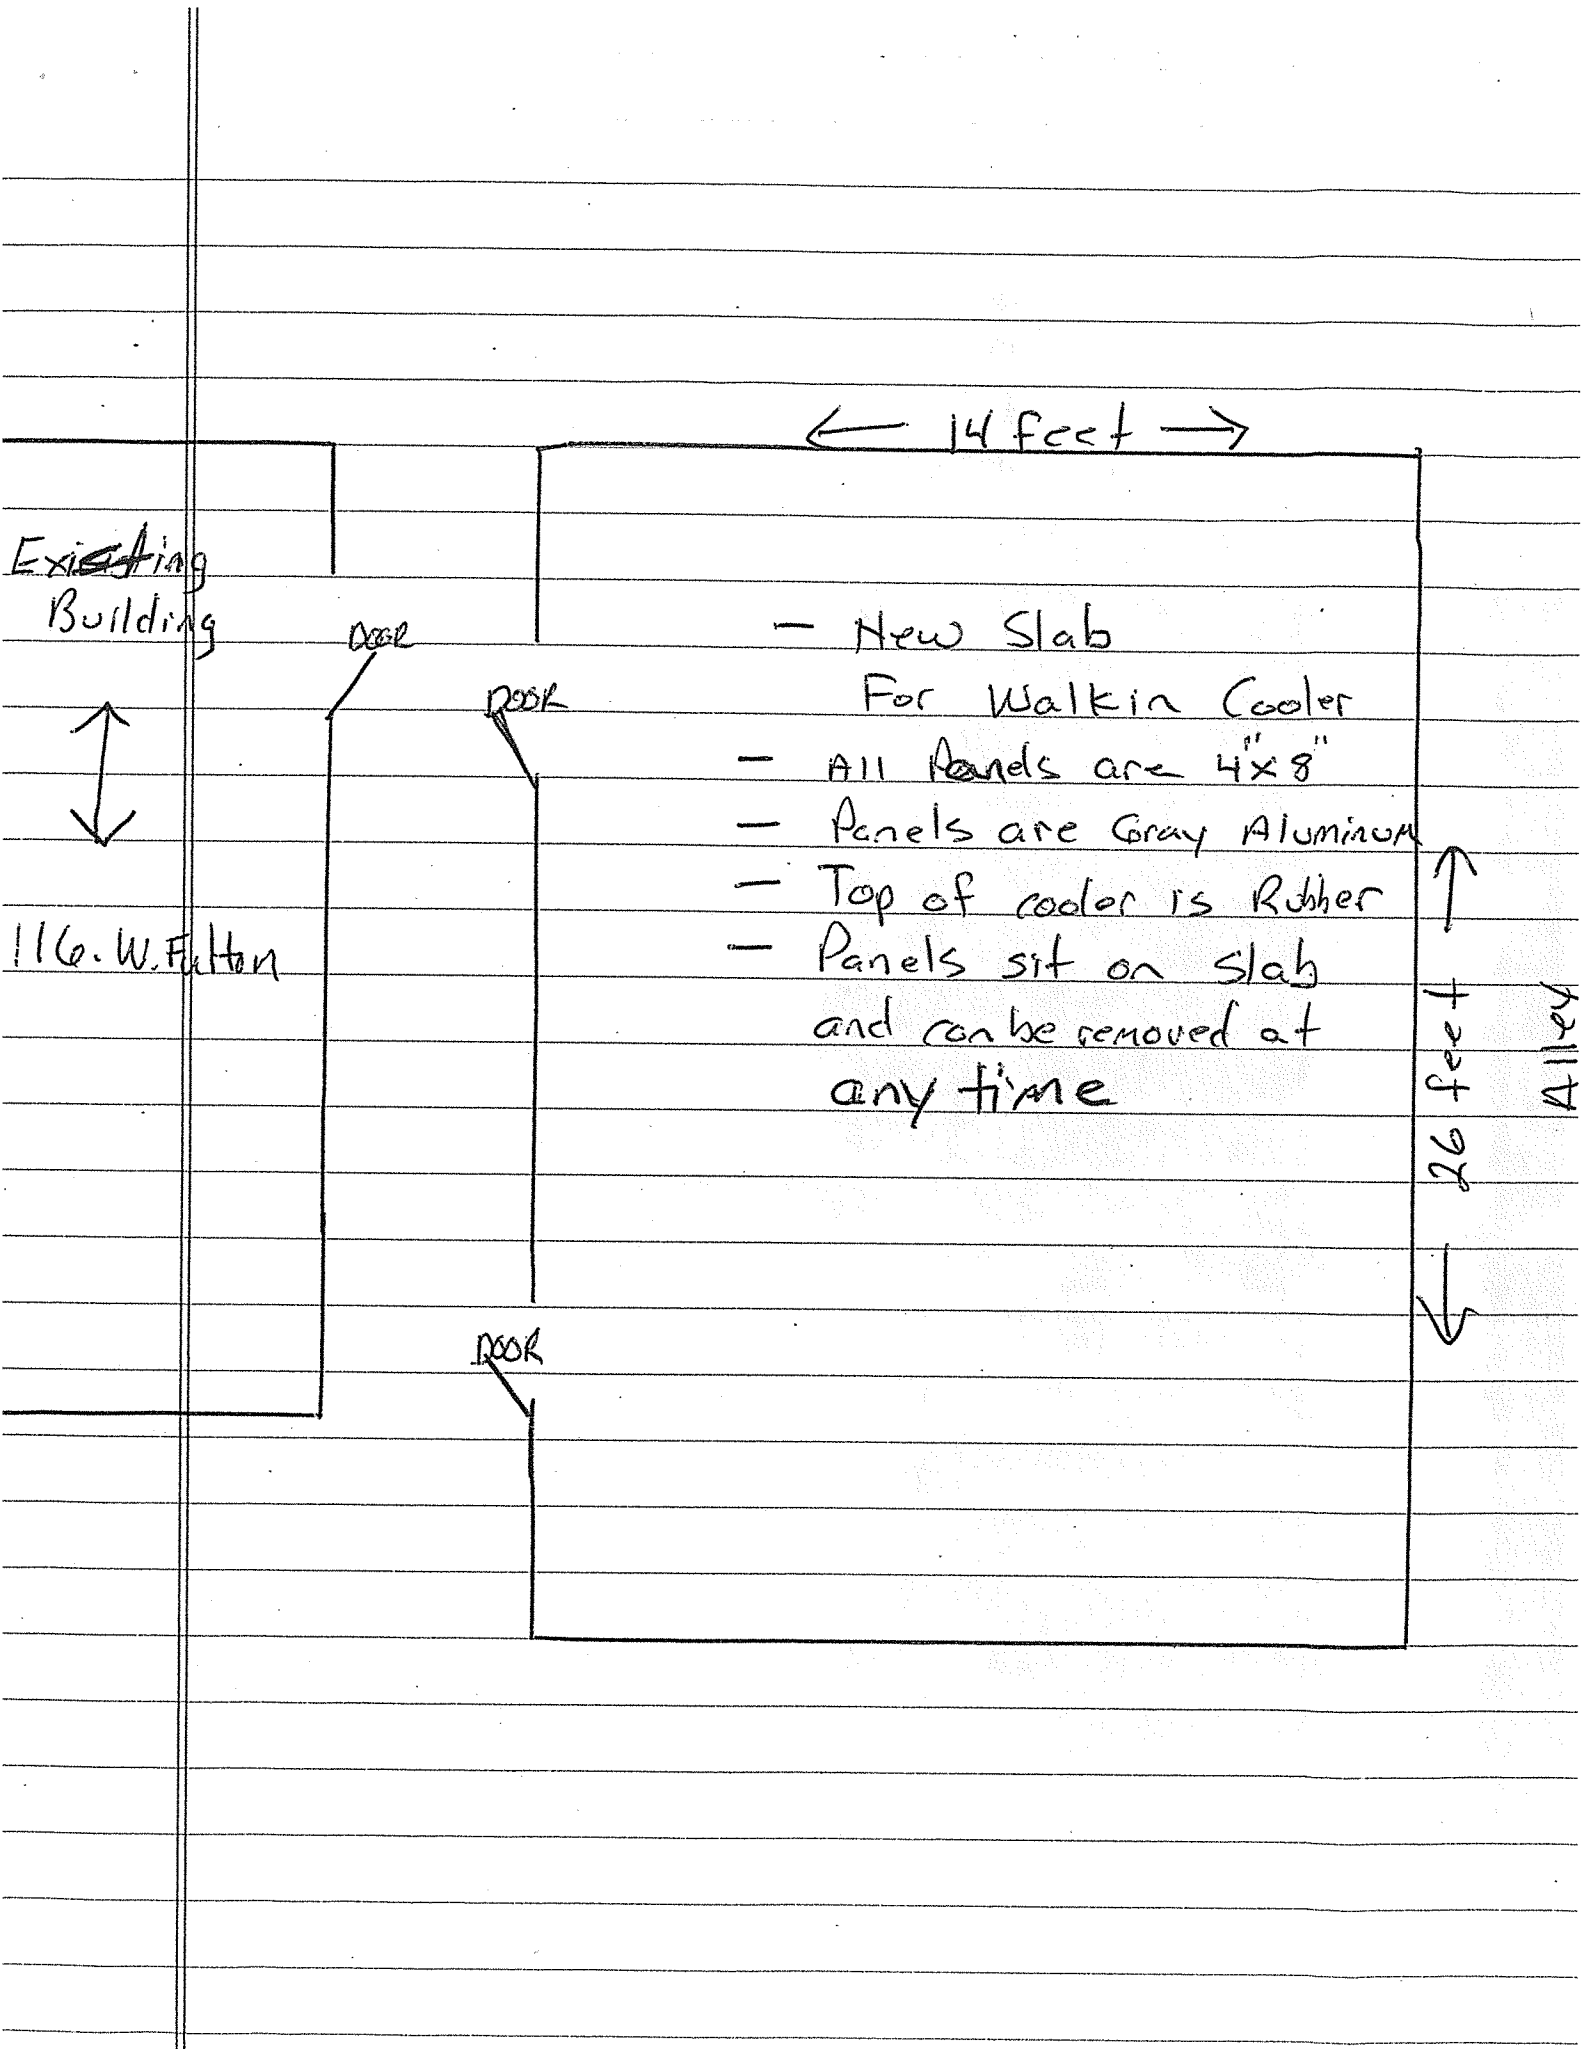 ← 14 feet →
Existing
Building
DOOR
DOOR
- New Slab
For Walkin Cooler
- All Panels are 4"x8"
- Panels are Gray Aluminum
- Top of cooler is Rubber
- Panels sit on Slab
and can be removed at
any time
116. W. Fulton
26 feet
Alley
DOOR